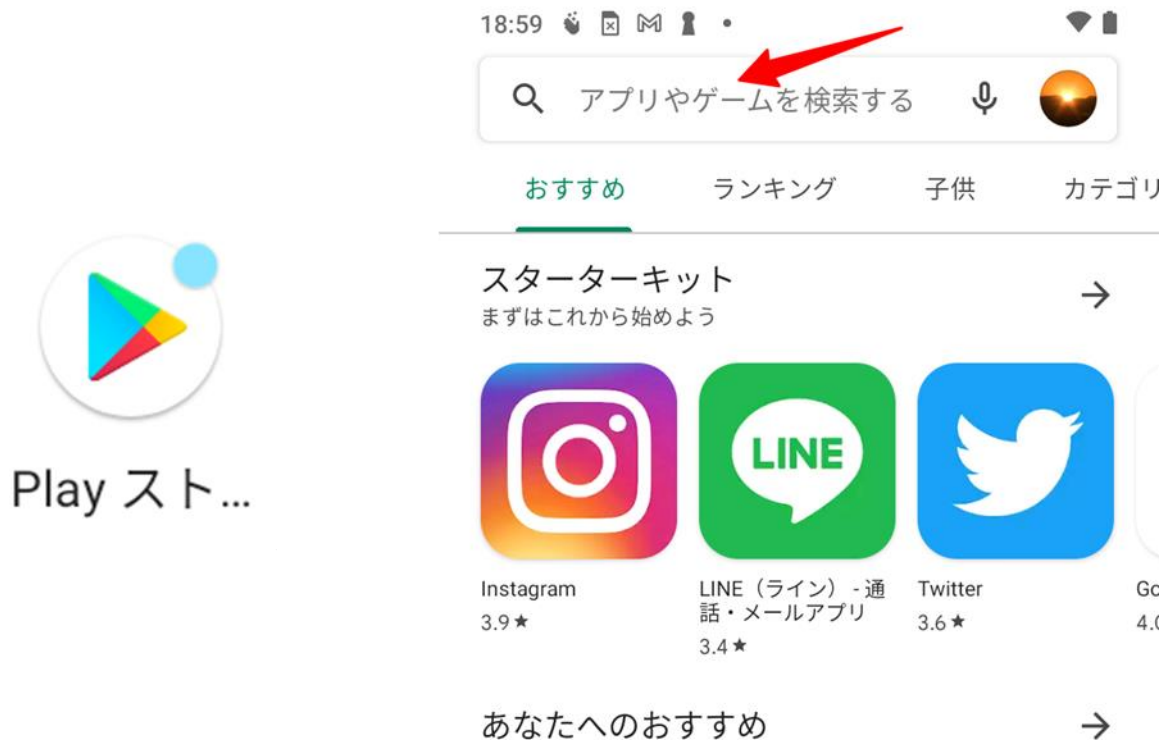 Play スト...
18:59
アプリやゲームを検索する
おすすめ ランキング 子供 カテゴリ
スターターキット
まずはこれから始めよう
LINE
Instagram
3.9★
LINE（ライン） - 通
話・メールアプリ
3.4★
Twitter
3.6★
Go
4.0
あなたへのおすすめ